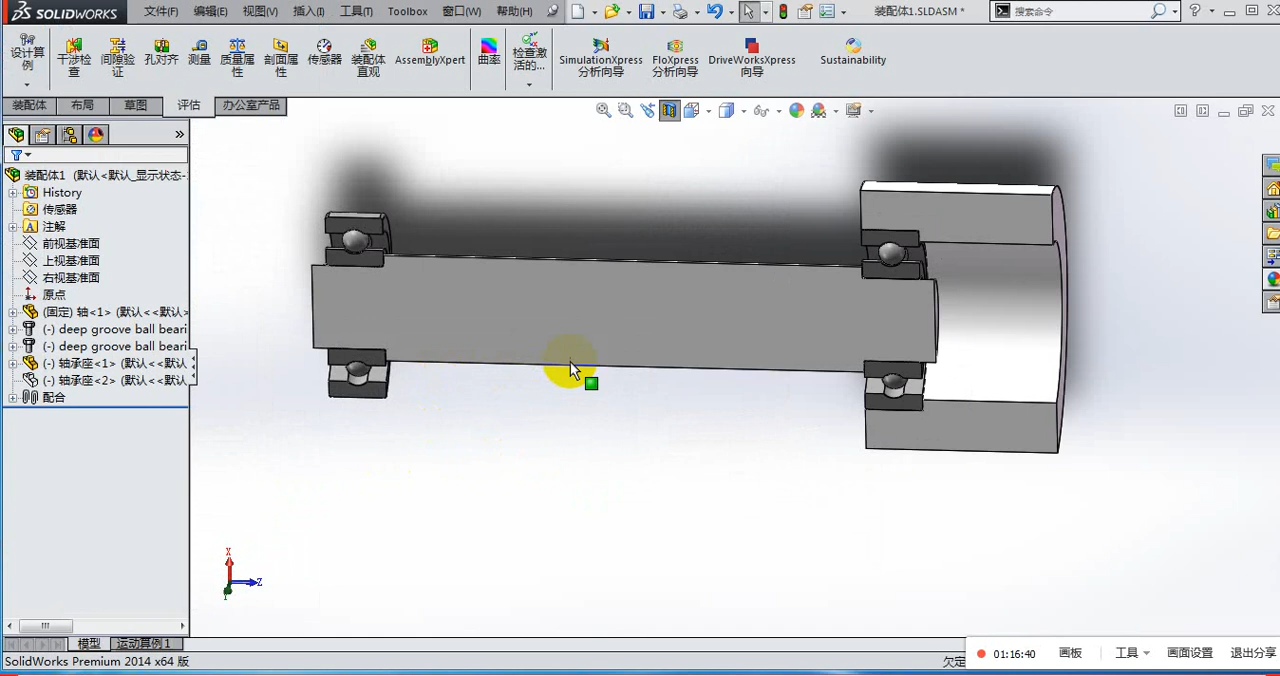 SOLIDWORKS 文件(F) 编辑(E) 视图(V) 插入(I) 工具(T) Toolbox 窗口(W) 帮助(H) 装配体1.SLDASM * 搜索命令
设计算例 干涉检查 间隙验证 孔对齐 测量 质量属性 剖面属性 传感器 装配体直观 AssemblyXpert 曲率 检查激活的... SimulationXpress 分析向导 FloXpress 分析向导 DriveWorksXpress 向导 Sustainability
装配体 布局 草图 评估 办公室产品
装配体1 (默认<默认_显示状态-
History
传感器
注解
前视基准面
上视基准面
右视基准面
原点
(固定) 轴<1> (默认<<默认
(-) deep groove ball beari
(-) deep groove ball beari
(-) 轴承座<1> (默认<<默认
(-) 轴承座<2> (默认<<默认
配合
X
Z
Y
模型 运动算例1
SolidWorks Premium 2014 x64 版 欠定
01:16:40 画板 工具 画面设置 退出分享